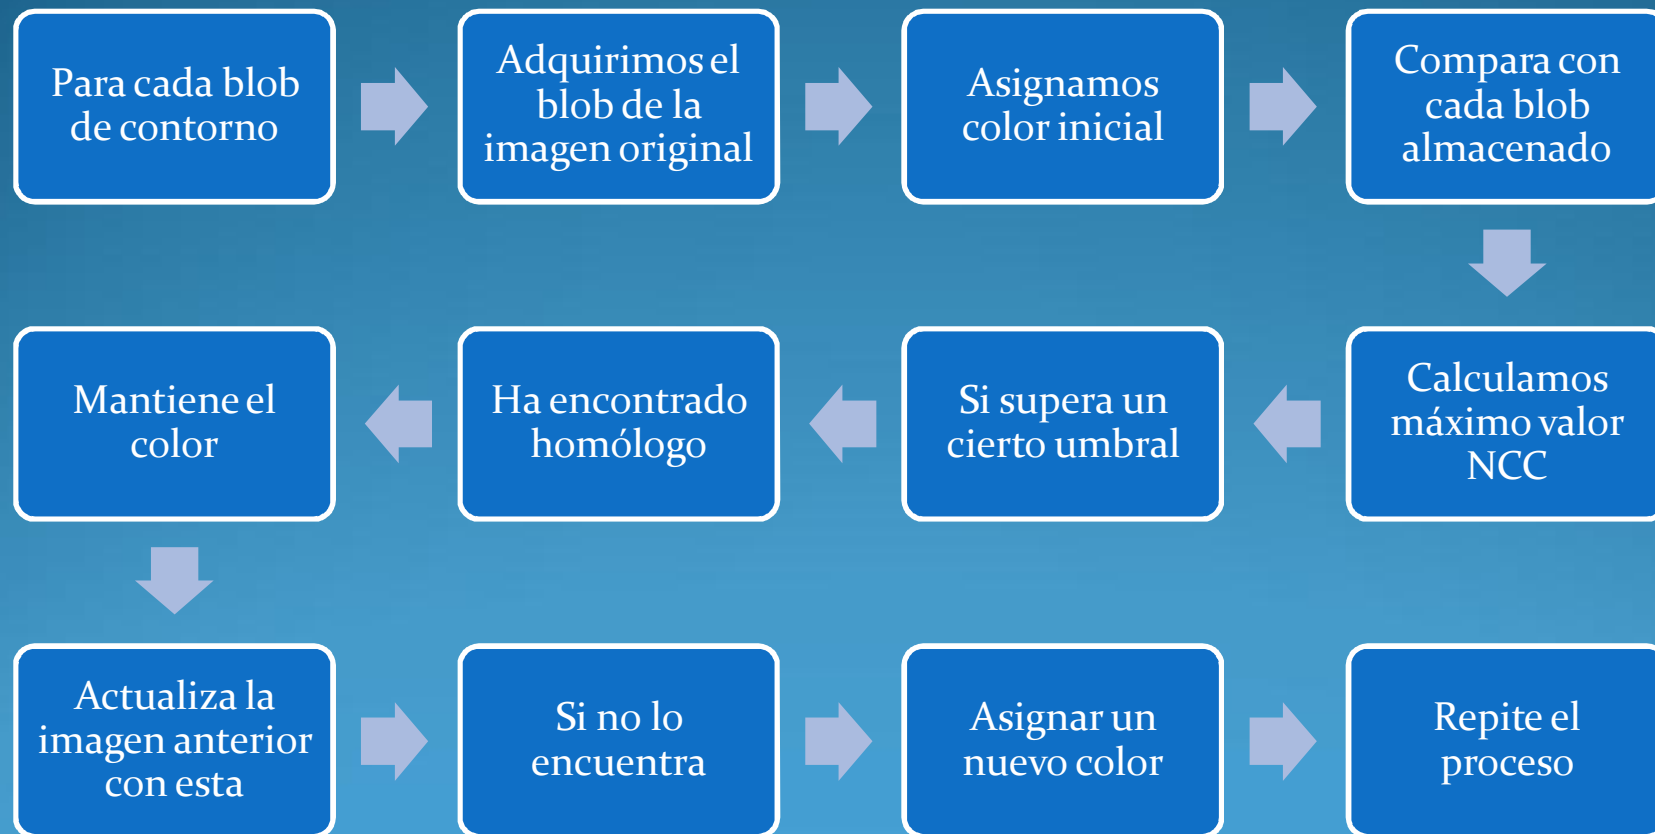 Para cada blob
de contorno
Adquirimos el
blob de la
imagen original
Asignamos
color inicial
Compara con
cada blob
almacenado
Calculamos
máximo valor
NCC
Si supera un
cierto umbral
Ha encontrado
homólogo
Mantiene el
color
Actualiza la
imagen anterior
con esta
Si no lo
encuentra
Asignar un
nuevo color
Repite el
proceso